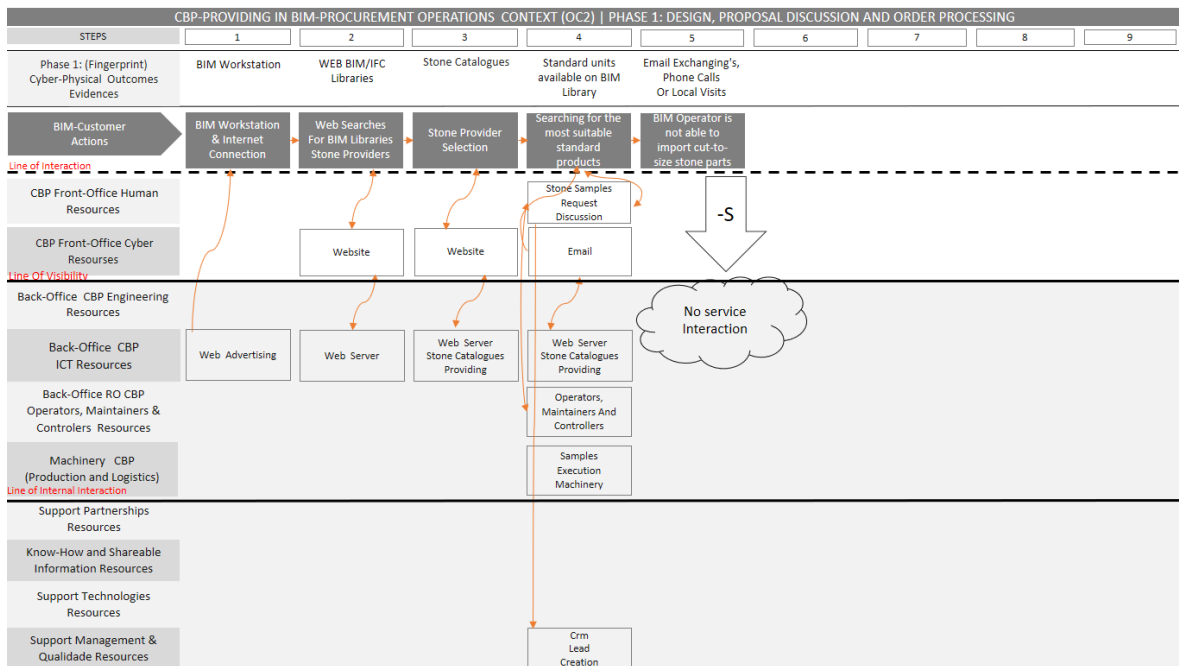 CBP-PROVIDING IN BIM-PROCUREMENT OPERATIONS CONTEXT (OC2) | PHASE 1: DESIGN, PROPOSAL DISCUSSION AND ORDER PROCESSING
STEPS
1
2
3
4
5
6
7
8
9
Phase 1: (Fingerprint)
Cyber-Physical Outcomes
Evidences
BIM Workstation
WEB BIM/IFC
Libraries
Stone Catalogues
Standard units
available on BIM
Library
Email Exchanging's,
Phone Calls
Or Local Visits
BIM-Customer
Actions
BIM Workstation
& Internet
Connection
Web Searches
For BIM Libraries
Stone Providers
Stone Provider
Selection
Searching for the
most suitable
standard
products
BIM Operator is
not able to
import cut-to-
size stone parts
Line of Interaction
CBP Front-Office Human
Resources
Stone Samples
Request
Discussion
-S
CBP Front-Office Cyber
Resourses
Website
Website
Email
Line Of Visibility
Back-Office CBP Engineering
Resources
No service
Interaction
Back-Office CBP
ICT Resources
Web Advertising
Web Server
Web Server
Stone Catalogues
Providing
Web Server
Stone Catalogues
Providing
Back-Office RO CBP
Operators, Maintainers &
Controlers Resources
Operators,
Maintainers And
Controllers
Machinery CBP
(Production and Logistics)
Samples
Execution
Machinery
Line of Internal Interaction
Support Partnerships
Resources
Know-How and Shareable
Information Resources
Support Technologies
Resources
Support Management &
Qualidade Resources
Crm
Lead
Creation